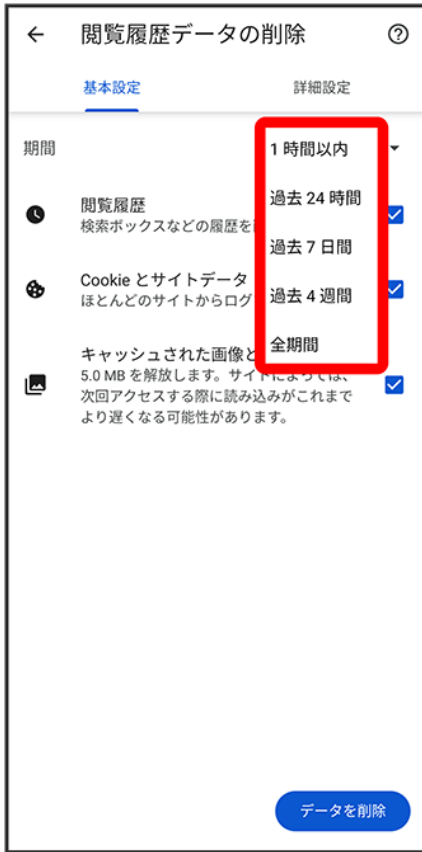 閲覧履歴データの削除
基本設定
詳細設定
期間
1 時間以内
過去 24 時間
過去 7 日間
過去 4 週間
全期間
閲覧履歴
検索ボックスなどの履歴を
Cookie とサイトデータ
ほとんどのサイトからログ
キャッシュされた画像と
5.0 MB を解放します。サイトによっては、
次回アクセスする際に読み込みがこれまで
より遅くなる可能性があります。
データを削除